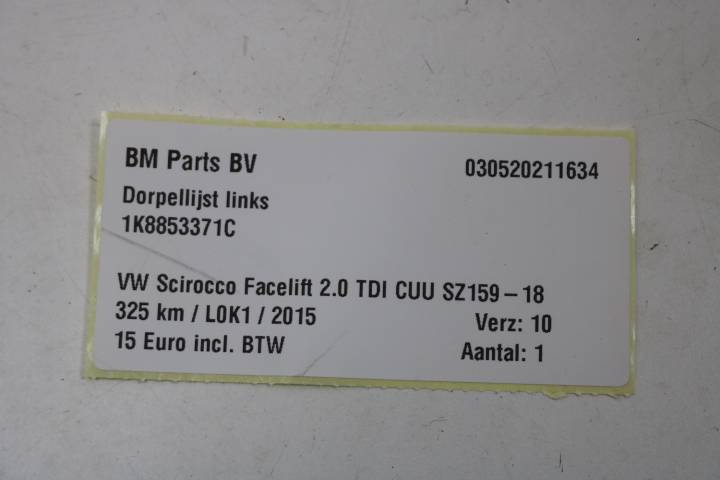 BM Parts BV 030520211634
Dorpellijst links
1K8853371C
VW Scirocco Facelift 2.0 TDI CUU SZ159-18
325 km / L0K1 / 2015 Verz: 10
15 Euro incl. BTW Aantal: 1